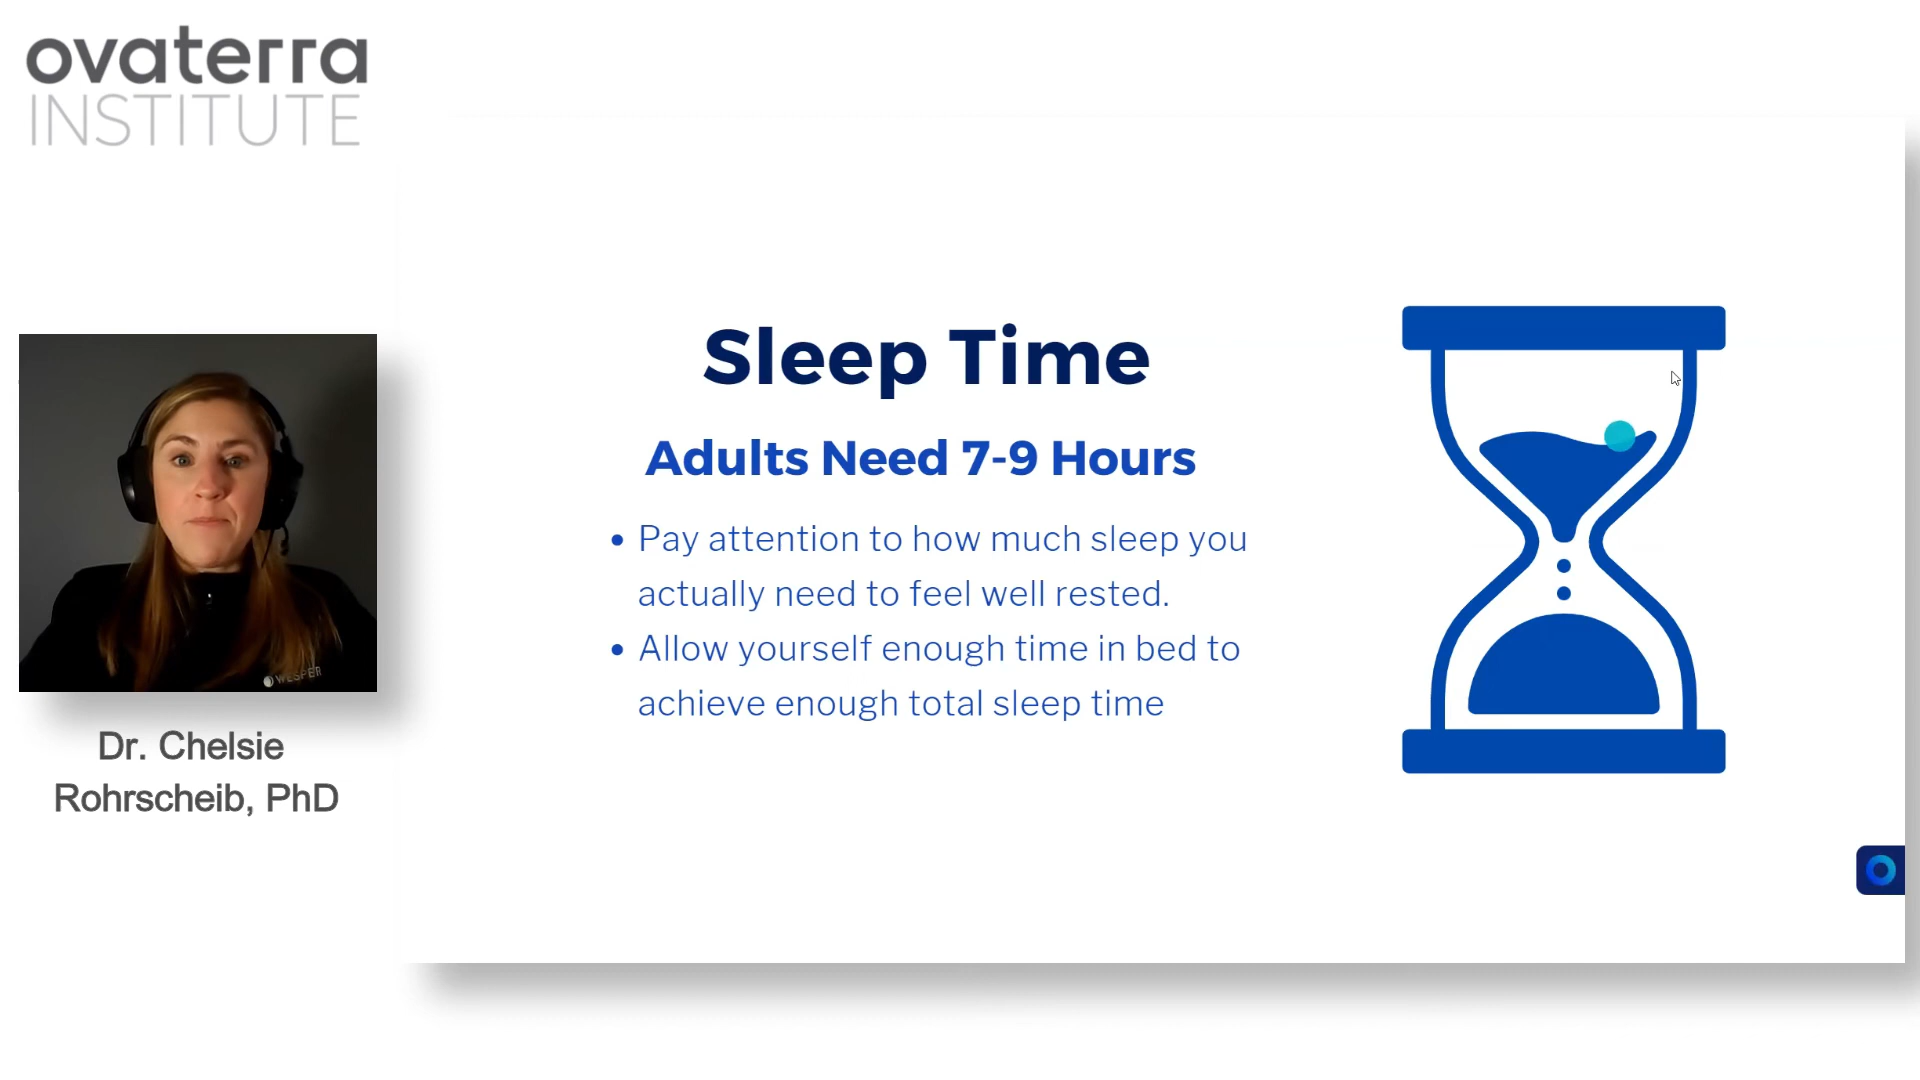 ovaterra
INSTITUTE
Sleep Time
Adults Need 7-9 Hours
• Pay attention to how much sleep you
actually need to feel well rested.
• Allow yourself enough time in bed to
achieve enough total sleep time
WESPER
Dr. Chelsie
Rohrscheib, PhD